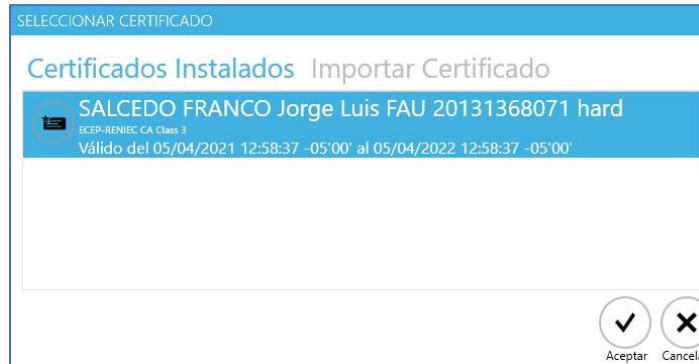 SELECCIONAR CERTIFICADO
Certificados Instalados Importar Certificado
SALCEDO FRANCO Jorge Luis FAU 20131368071 hard
ECEP-RENIEC CA Class 3
Válido del 05/04/2021 12:58:37 -05'00' al 05/04/2022 12:58:37 -05'00'
Aceptar Cancel